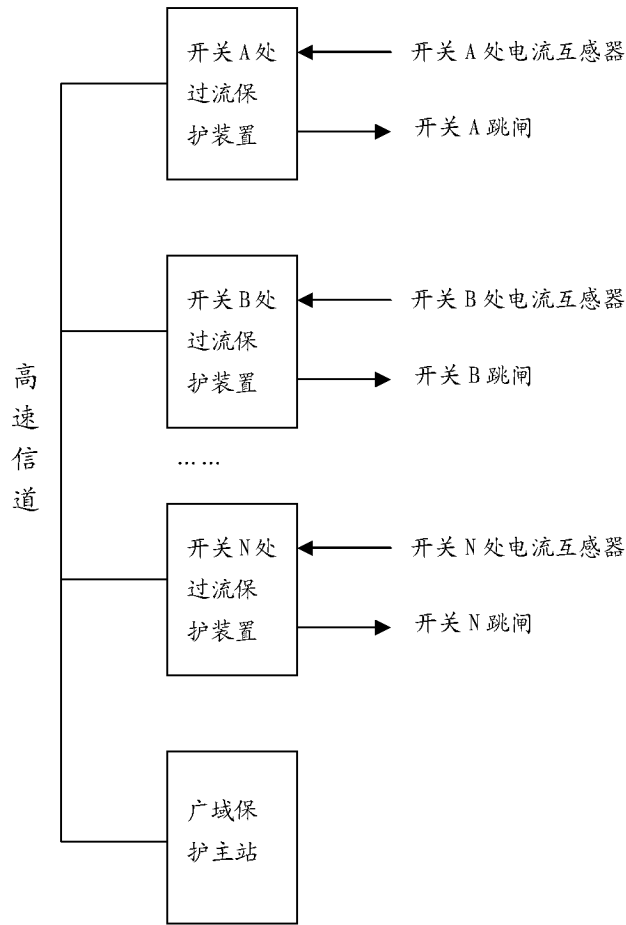 开关A处
过流保
护装置
开关A处电流互感器
开关A跳闸
开关B处
过流保
护装置
开关B处电流互感器
开关B跳闸
高
速
信
道
……
开关N处
过流保
护装置
开关N处电流互感器
开关N跳闸
广域保
护主站